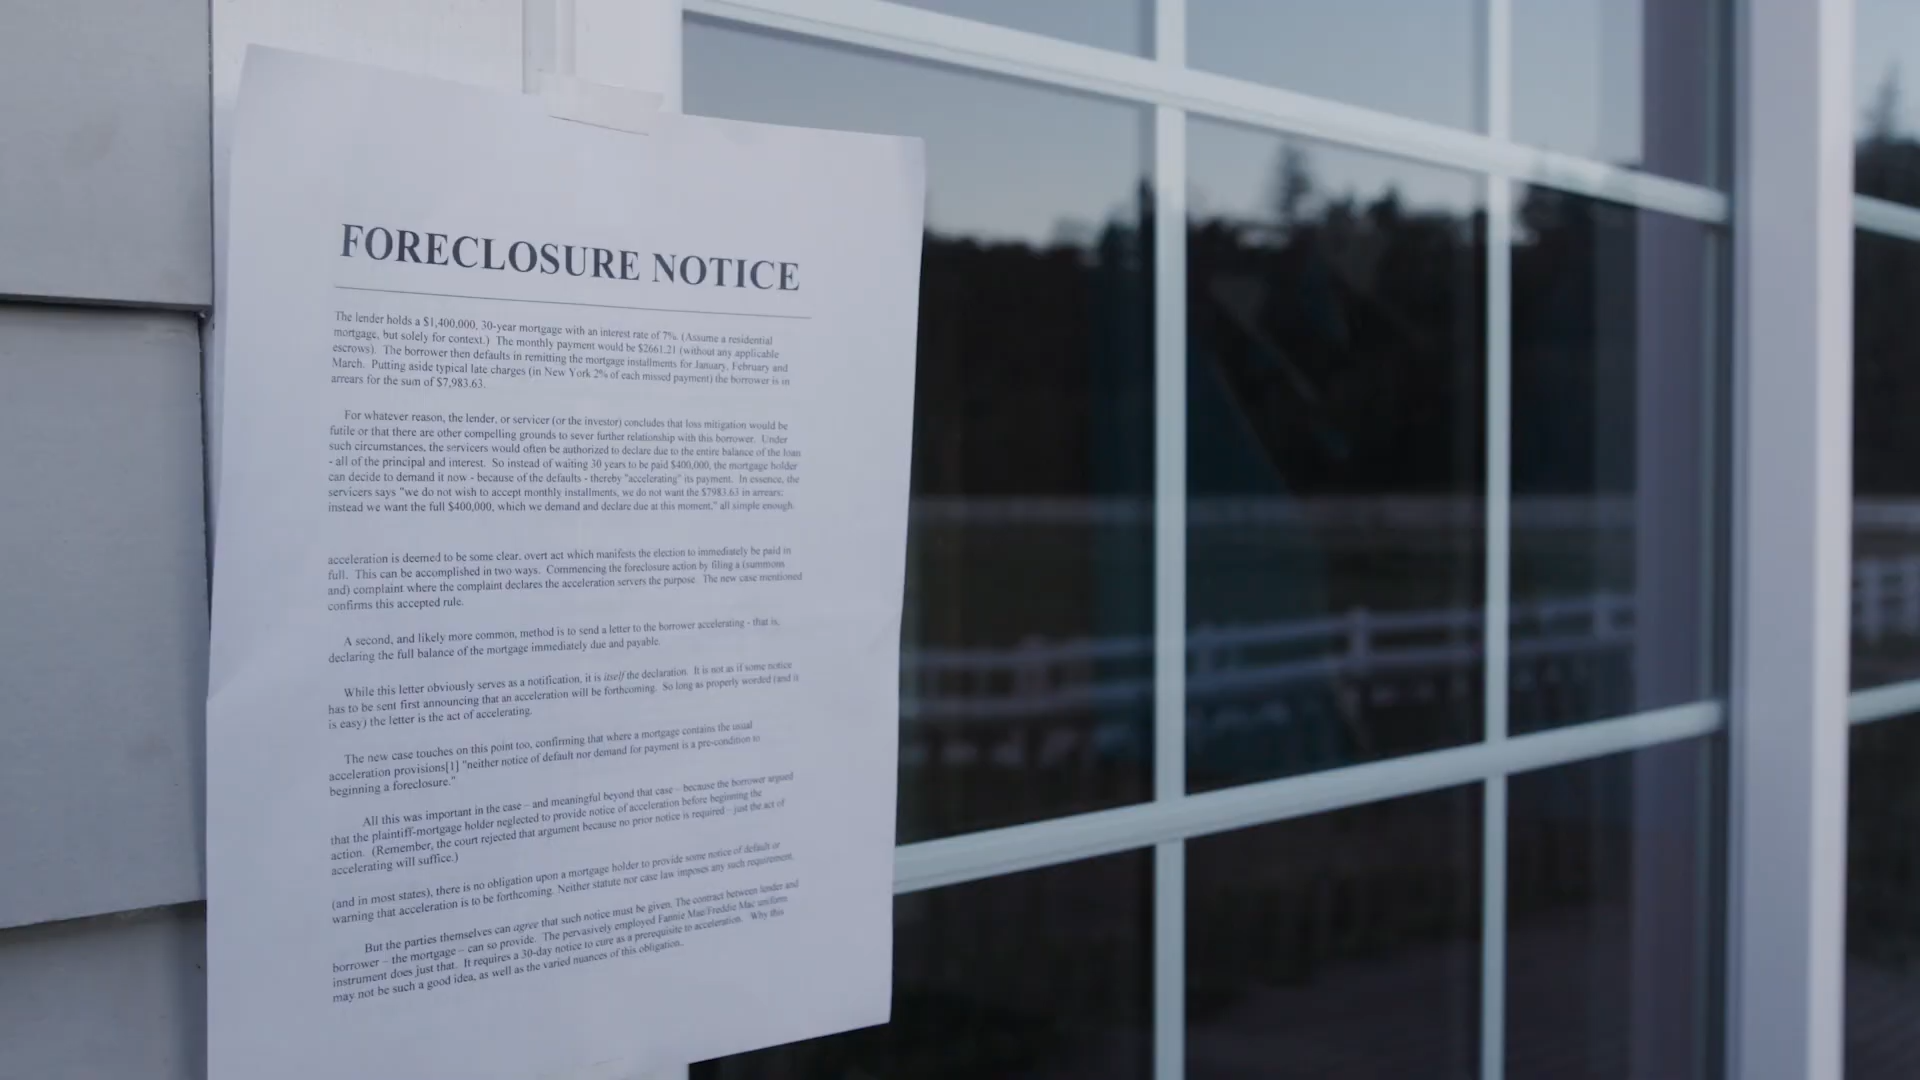 FORECLOSURE NOTICE
The lender holds a $1,400,000, 30-year mortgage with an interest rate of 7%. (Assume a residential
mortgage, but solely for context.) The monthly payment would be $2661.21 (without any applicable
escrows). The borrower then defaults in remitting the mortgage installments for January, February and
March. Putting aside typical late charges (in New York 2% of each missed payment) the borrower is in
arrears for the sum of $7,983.63.
For whatever reason, the lender, or servicer (or the investor) concludes that loss mitigation would be
futile or that there are other compelling grounds to sever further relationship with this borrower. Under
such circumstances, the servicers would often be authorized to declare due to the entire balance of the loan
- all of the principal and interest. So instead of waiting 30 years to be paid $400,000, the mortgage holder
can decide to demand it now - because of the defaults - thereby "accelerating" its payment. In essence, the
servicers says "we do not wish to accept monthly installments, we do not want the $7983.63 in arrears;
instead we want the full $400,000, which we demand and declare due at this moment," all simple enough.
acceleration is deemed to be some clear, overt act which manifests the election to immediately be paid in
full. This can be accomplished in two ways. Commencing the foreclosure action by filing a (summons
and) complaint where the complaint declares the acceleration servers the purpose. The new case mentioned
confirms this accepted rule.
A second, and likely more common, method is to send a letter to the borrower accelerating - that is,
declaring the full balance of the mortgage immediately due and payable.
While this letter obviously serves as a notification, it is itself the declaration. It is not as if some notice
has to be sent first announcing that an acceleration will be forthcoming. So long as properly worded (and is
is easy) the letter is the act of accelerating.
The new case touches on this point too, confirming that where a mortgage contains the usual
acceleration provisions[1] "neither notice of default nor demand for payment is a pre-condition to
beginning a foreclosure."
All this was important in the case – and meaningful beyond that case – because the borrower argued
that the plaintiff-mortgage holder neglected to provide notice of acceleration before beginning the
action. (Remember, the court rejected that argument because no prior notice is required – just the act of
accelerating will suffice.)
(and in most states), there is no obligation upon a mortgage holder to provide some notice of default or
warning that acceleration is to be forthcoming. Neither statute nor case law imposes any such requirement.
But the parties themselves can agree that such notice must be given. The contract between lender and
borrower – the mortgage – can so provide. The pervasively employed Fannie Mae/Freddie Mac uniform
instrument does just that. It requires a 30-day notice to cure as a prerequisite to acceleration. Why this
may not be such a good idea, as well as the varied nuances of this obligation..